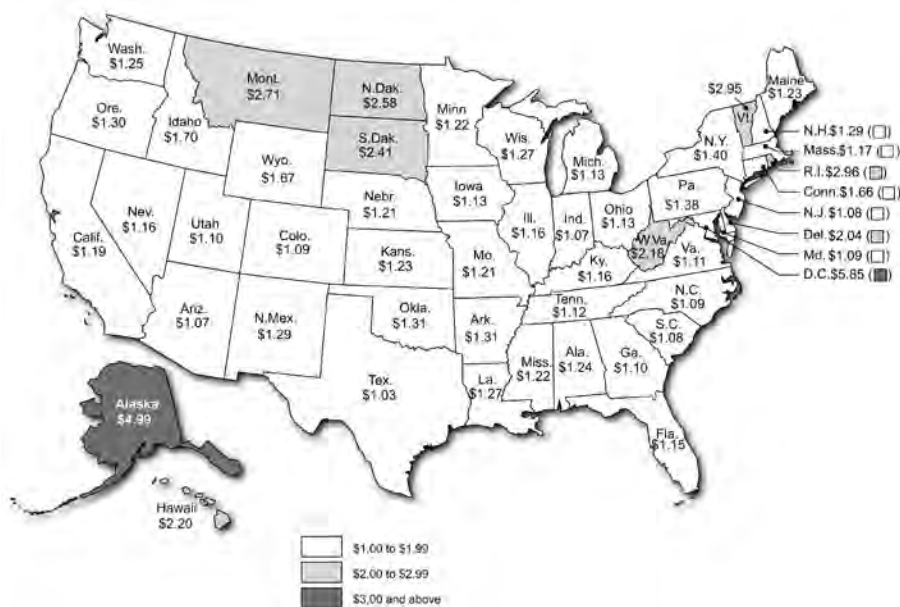 Wash.
$1.25
Ore.
$1.30
Idaho
$1.70
Mont.
$2.71
N.Dak.
$2.58
S.Dak.
$2.41
Wyo.
$1.67
Minn
$1.22
Wis.
$1.27
Mich.
$1.13
Nebr.
$1.21
Iowa
$1.13
Nev.
$1.16
Utah
$1.10
Colo.
$1.09
Calif.
$1.19
Kans.
$1.23
Mo.
$1.21
Ill.
$1.16
Ind.
$1.07
Ohio
$1.13
Ky.
$1.16
W.Va.
$2.18
Va.
$1.11
Pa
$1.38
N.Y.
$1.40
$2.95
Vt.
Maine
$1.23
N.H.$1.29
Mass.$1.17
R.I.$2.96
Conn.$1.66
N.J.$1.08
Del.$2.04
Md.$1.09
D.C.$5.85
Ariz.
$1.07
N.Mex.
$1.29
Okla.
$1.31
Ark.
$1.31
Tenn.
$1.12
N.C.
$1.09
S.C.
$1.08
Tex.
$1.03
La.
$1.27
Miss.
$1.22
Ala.
$1.24
Ga.
$1.10
Fla.
$1.15
Alaska
$4.99
Hawaii
$2.20
$1.00 to $1.99
$2.00 to $2.99
$3.00 and above